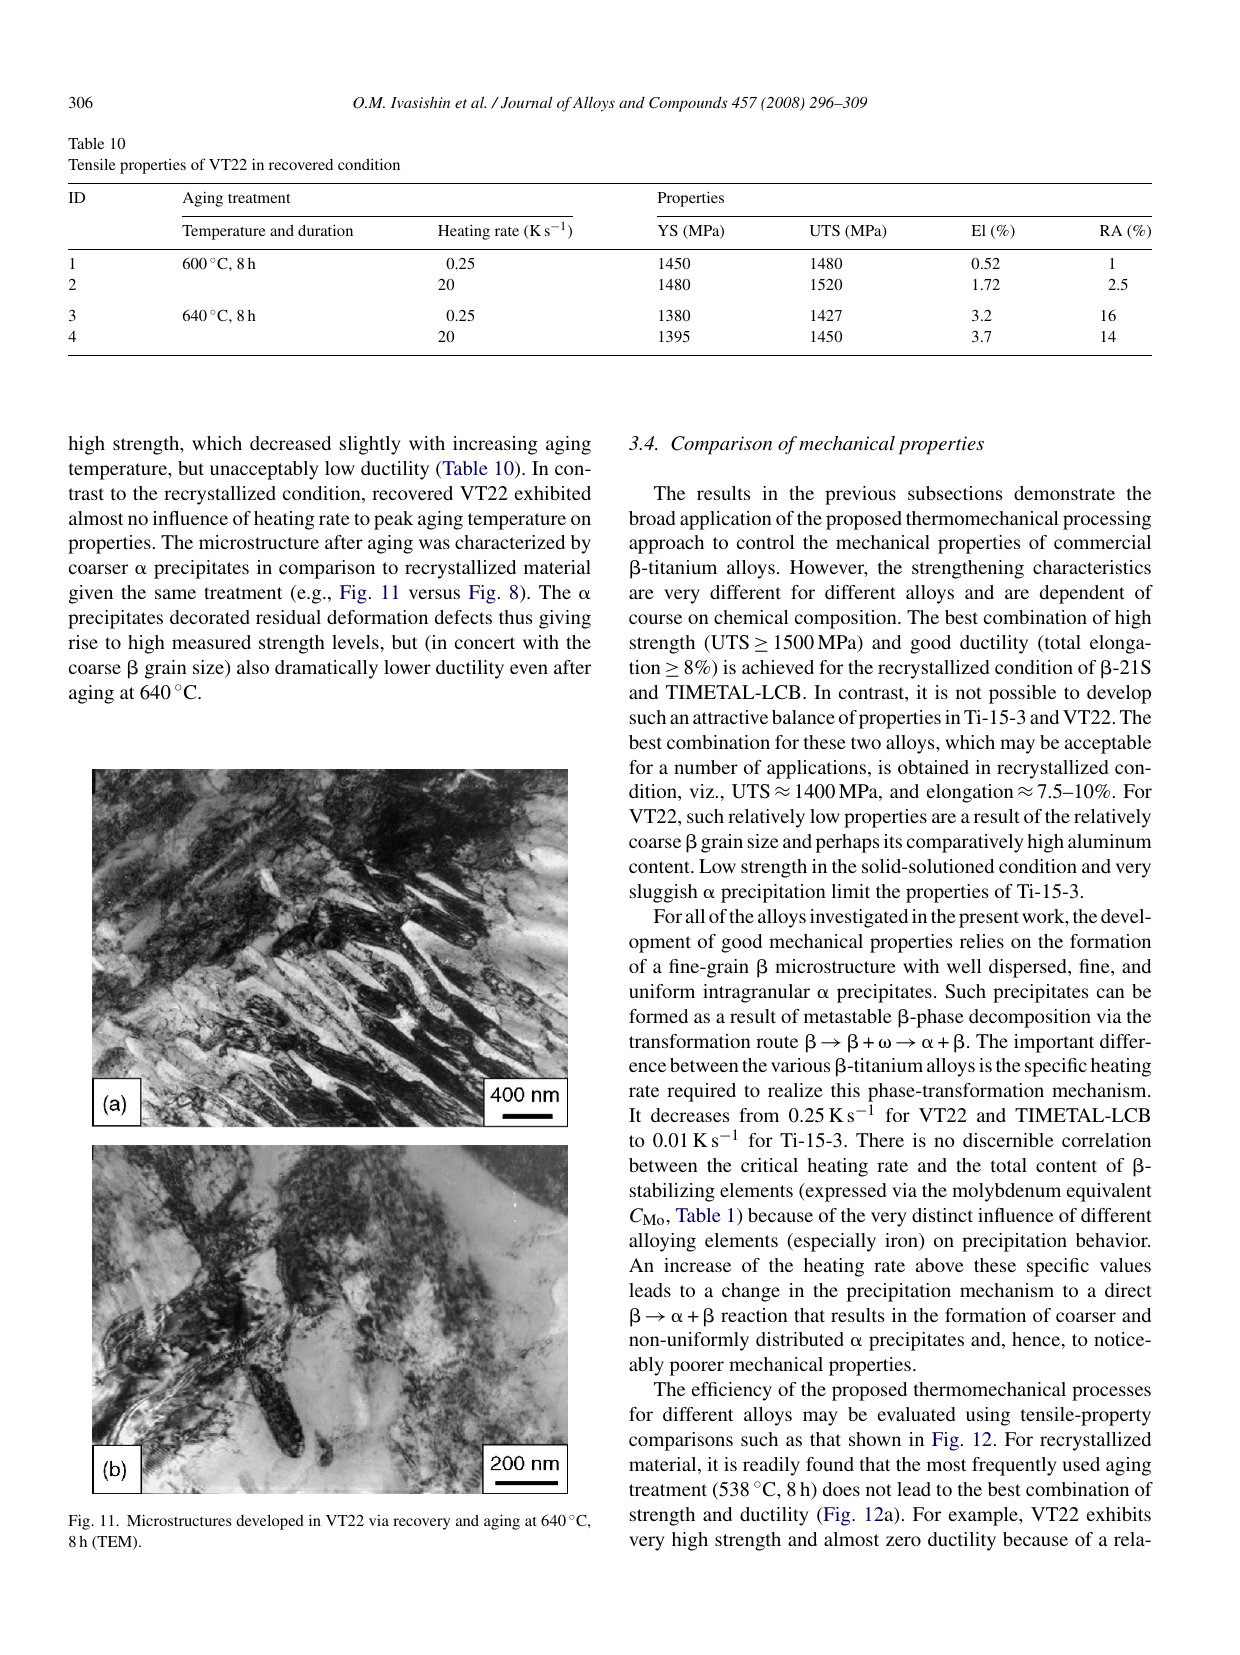 306
O.M. Ivasishin et al. / Journal of Alloys and Compounds 457 (2008) 296–309
Table 10
Tensile properties of VT22 in recovered condition
ID Aging treatment Properties
Temperature and duration Heating rate (K s−1) YS (MPa) UTS (MPa) El (%) RA (%)
1 600 °C, 8 h 0.25 1450 1480 0.52 1
2 20 1480 1520 1.72 2.5
3 640 °C, 8 h 0.25 1380 1427 3.2 16
4 20 1395 1450 3.7 14
high strength, which decreased slightly with increasing aging
temperature, but unacceptably low ductility (Table 10). In con-
trast to the recrystallized condition, recovered VT22 exhibited
almost no influence of heating rate to peak aging temperature on
properties. The microstructure after aging was characterized by
coarser α precipitates in comparison to recrystallized material
given the same treatment (e.g., Fig. 11 versus Fig. 8). The α
precipitates decorated residual deformation defects thus giving
rise to high measured strength levels, but (in concert with the
coarse β grain size) also dramatically lower ductility even after
aging at 640 °C.
(a)
400 nm
(b)
200 nm
Fig. 11. Microstructures developed in VT22 via recovery and aging at 640 °C,
8 h (TEM).
3.4. Comparison of mechanical properties
The results in the previous subsections demonstrate the
broad application of the proposed thermomechanical processing
approach to control the mechanical properties of commercial
β-titanium alloys. However, the strengthening characteristics
are very different for different alloys and are dependent of
course on chemical composition. The best combination of high
strength (UTS ≥ 1500 MPa) and good ductility (total elonga-
tion ≥ 8%) is achieved for the recrystallized condition of β-21S
and TIMETAL-LCB. In contrast, it is not possible to develop
such an attractive balance of properties in Ti-15-3 and VT22. The
best combination for these two alloys, which may be acceptable
for a number of applications, is obtained in recrystallized con-
dition, viz., UTS ≈ 1400 MPa, and elongation ≈ 7.5–10%. For
VT22, such relatively low properties are a result of the relatively
coarse β grain size and perhaps its comparatively high aluminum
content. Low strength in the solid-solutioned condition and very
sluggish α precipitation limit the properties of Ti-15-3.
For all of the alloys investigated in the present work, the devel-
opment of good mechanical properties relies on the formation
of a fine-grain β microstructure with well dispersed, fine, and
uniform intragranular α precipitates. Such precipitates can be
formed as a result of metastable β-phase decomposition via the
transformation route β → β + ω → α + β. The important differ-
ence between the various β-titanium alloys is the specific heating
rate required to realize this phase-transformation mechanism.
It decreases from 0.25 K s−1 for VT22 and TIMETAL-LCB
to 0.01 K s−1 for Ti-15-3. There is no discernible correlation
between the critical heating rate and the total content of β-
stabilizing elements (expressed via the molybdenum equivalent
CMo, Table 1) because of the very distinct influence of different
alloying elements (especially iron) on precipitation behavior.
An increase of the heating rate above these specific values
leads to a change in the precipitation mechanism to a direct
β → α + β reaction that results in the formation of coarser and
non-uniformly distributed α precipitates and, hence, to notice-
ably poorer mechanical properties.
The efficiency of the proposed thermomechanical processes
for different alloys may be evaluated using tensile-property
comparisons such as that shown in Fig. 12. For recrystallized
material, it is readily found that the most frequently used aging
treatment (538 °C, 8 h) does not lead to the best combination of
strength and ductility (Fig. 12a). For example, VT22 exhibits
very high strength and almost zero ductility because of a rela-